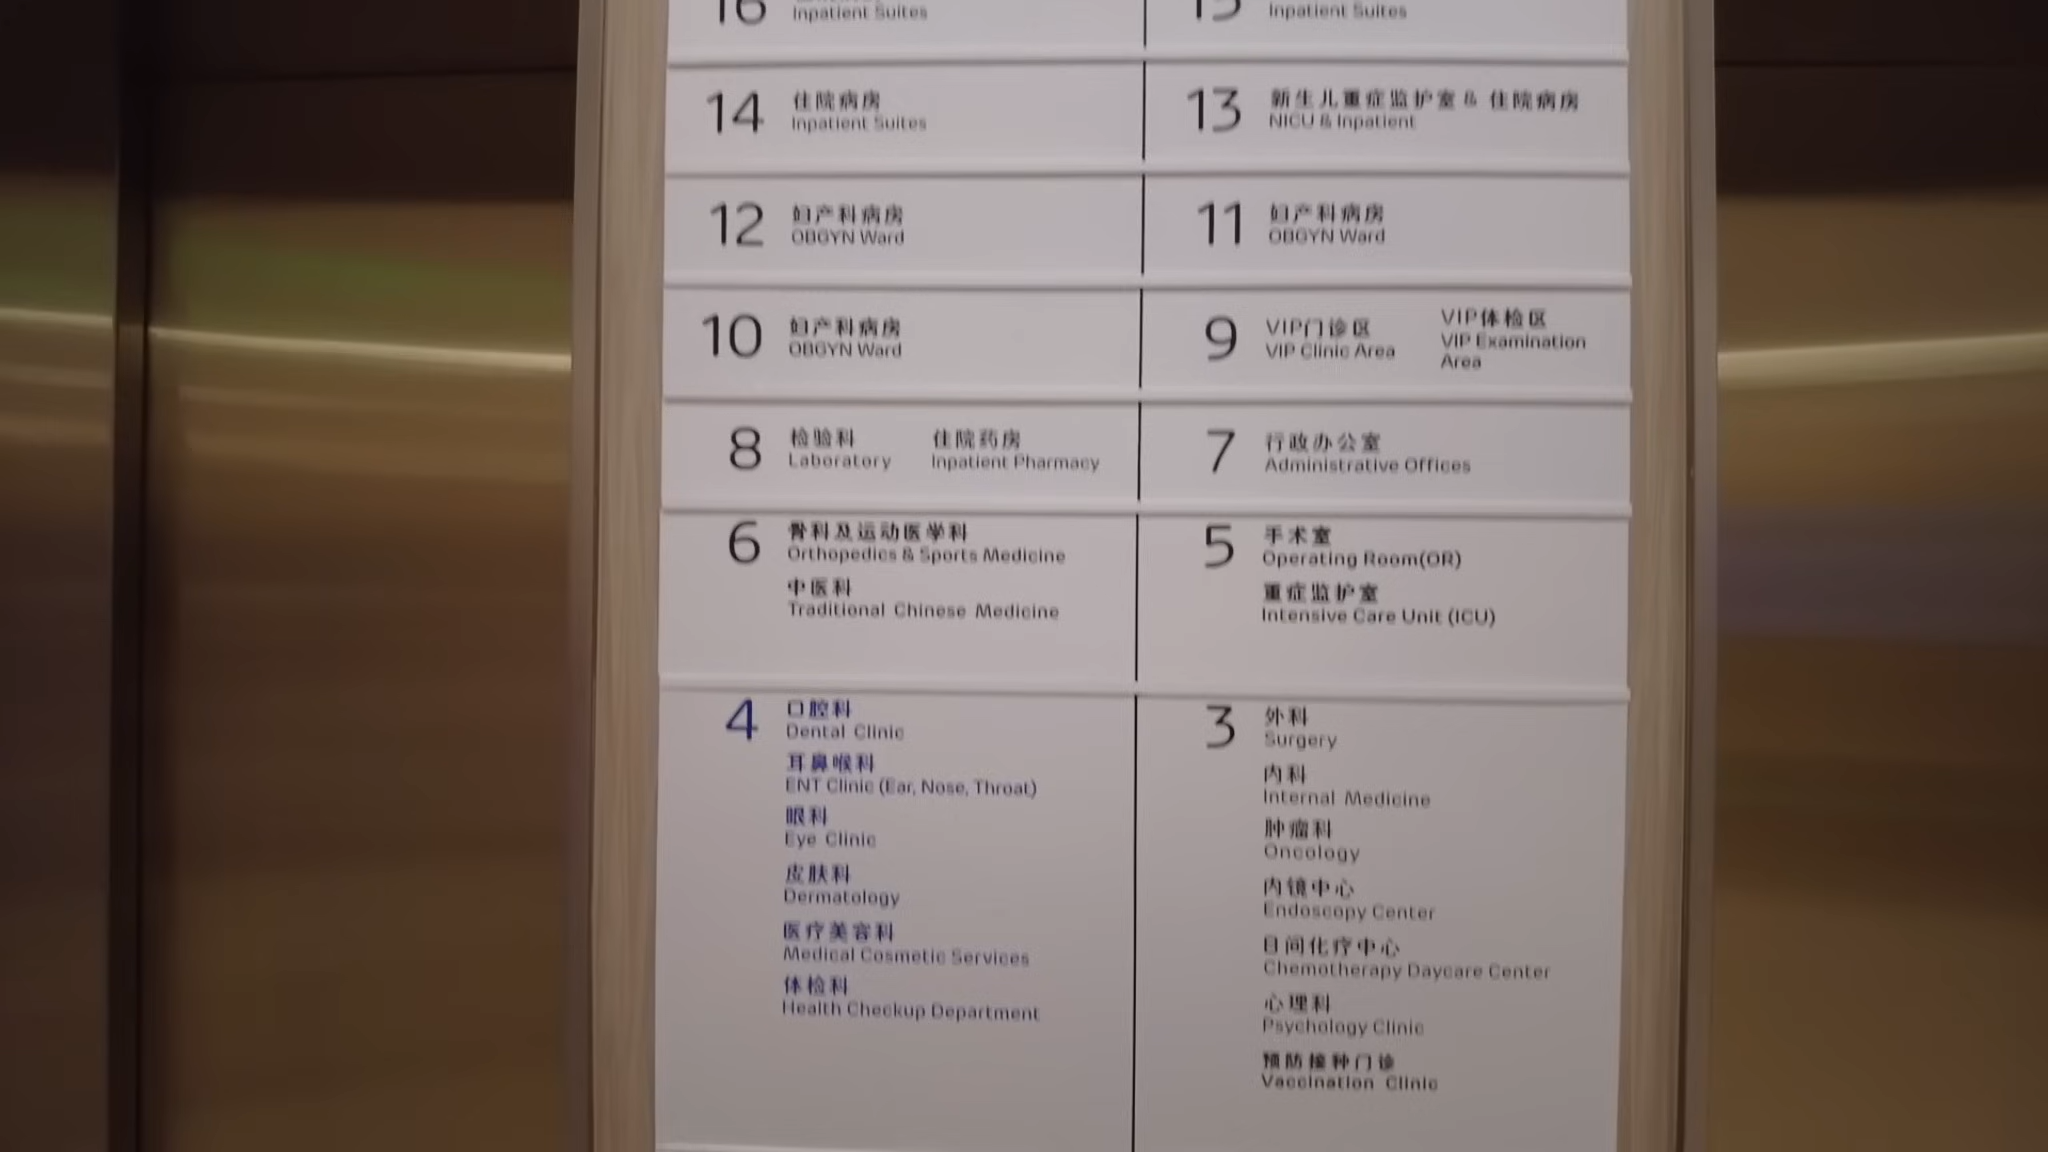 16
Inpatient Suites
15
Inpatient Suites
14
住院病房
Inpatient Suites
13
新生儿重症监护室 & 住院病房
NICU & Inpatient
12
妇产科病房
OBGYN Ward
11
妇产科病房
OBGYN Ward
10
妇产科病房
OBGYN Ward
9
VIP门诊区
VIP Clinic Area
VIP体检区
VIP Examination
Area
8
检验科
Laboratory
住院药房
Inpatient Pharmacy
7
行政办公室
Administrative Offices
6
骨科及运动医学科
Orthopedics & Sports Medicine
中医科
Traditional Chinese Medicine
5
手术室
Operating Room(OR)
重症监护室
Intensive Care Unit (ICU)
4
口腔科
Dental Clinic
耳鼻喉科
ENT Clinic (Ear, Nose, Throat)
眼科
Eye Clinic
皮肤科
Dermatology
医疗美容科
Medical Cosmetic Services
体检科
Health Checkup Department
3
外科
Surgery
内科
Internal Medicine
肿瘤科
Oncology
内镜中心
Endoscopy Center
日间化疗中心
Chemotherapy Daycare Center
心理科
Psychology Clinic
预防接种门诊
Vaccination Clinic